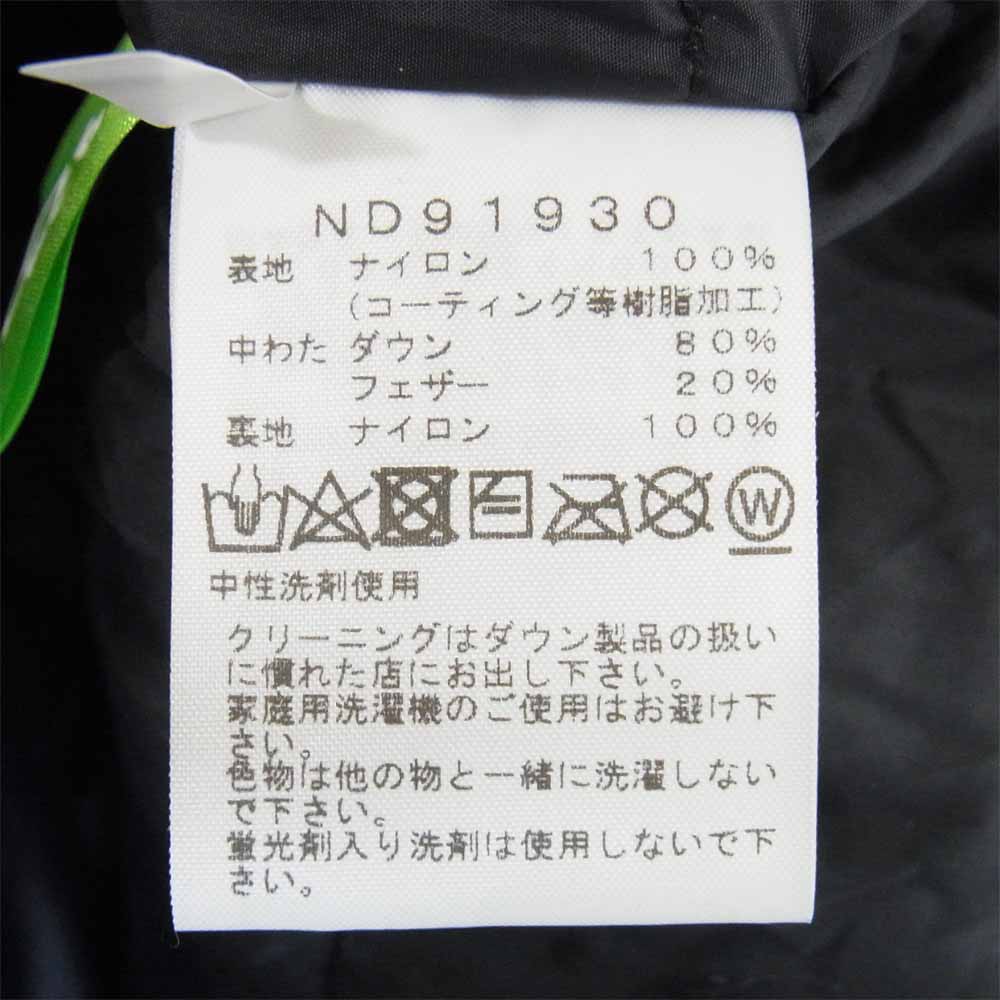 ND91930
表地 ナイロン 100%
(コーティング等樹脂加工)
中わた ダウン 80%
フェザー 20%
裏地 ナイロン 100%
W
中性洗剤使用
クリーニングはダウン製品の扱い
に慣れた店にお出し下さい。
家庭用洗濯機のご使用はお避け下
さい。
色物は他の物と一緒に洗濯しない
で下さい。
蛍光剤入り洗剤は使用しないで下
さい。